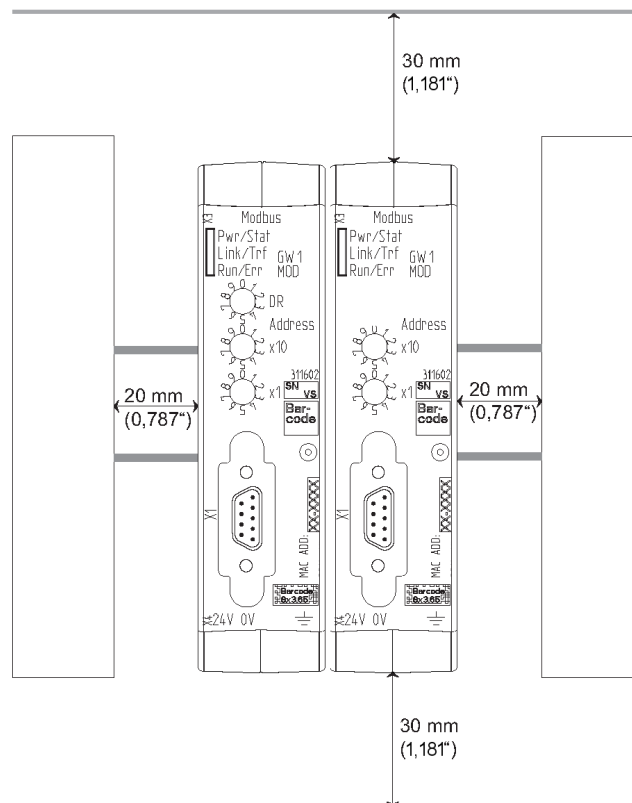 30 mm
(1,181“)
X3 Modbus
Pwr/Stat
Link/Trf GW1
Run/Err MOD
DR
Address
x10
x1
311602
SN
VS
Bar-
code
X1
MAC ADD:
Barcode
X4 24V 0V
X3 Modbus
Pwr/Stat
Link/Trf GW1
Run/Err MOD
Address
x10
x1
311602
SN
VS
Bar-
code
X1
MAC ADD:
Barcode
X4 24V 0V
20 mm
(0,787“)
20 mm
(0,787“)
30 mm
(1,181“)